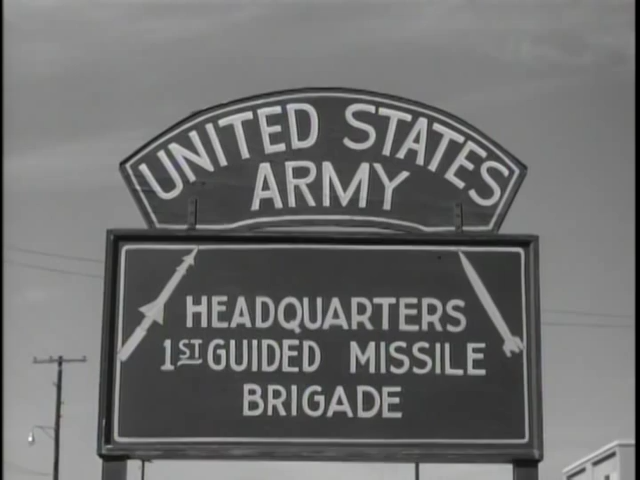 UNITED STATES
ARMY
HEADQUARTERS
1ST GUIDED MISSILE
BRIGADE